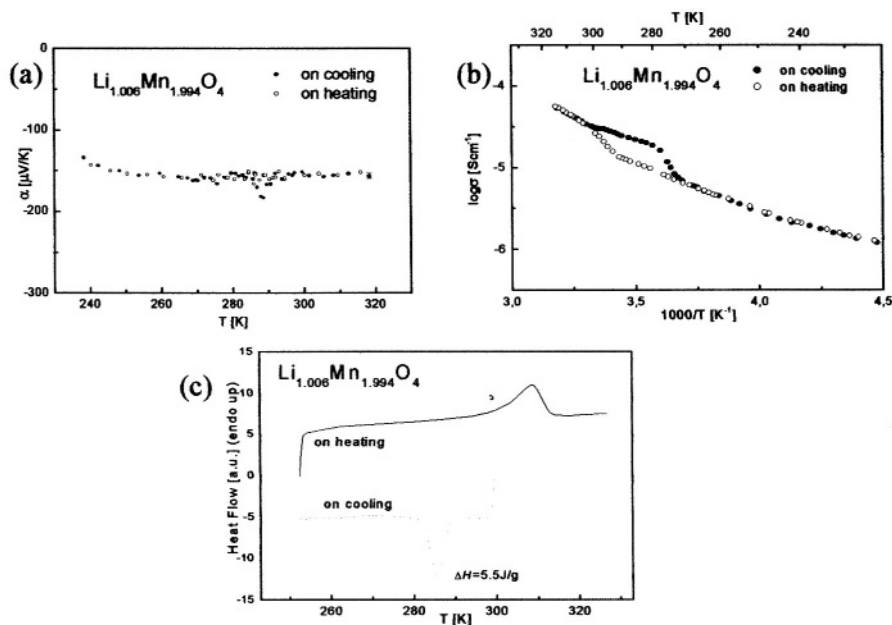 (a)
Li1.006Mn1.994O4
on cooling
on heating
0
-100
-150
-200
-300
α [µV/K]
240
260
280
300
320
T [K]
(b)
T [K]
320
300
280
260
240
Li1.006Mn1.994O4
on cooling
on heating
-4
-5
-6
logσ [Scm-1]
3,0
3,5
4,0
4,5
1000/T [K-1]
(c)
Li1.006Mn1.994O4
15
10
5
0
-5
-10
-15
Heat Flow [a.u.] (endo up)
on heating
on cooling
ΔH=5.5J/g
260
280
300
320
T [K]